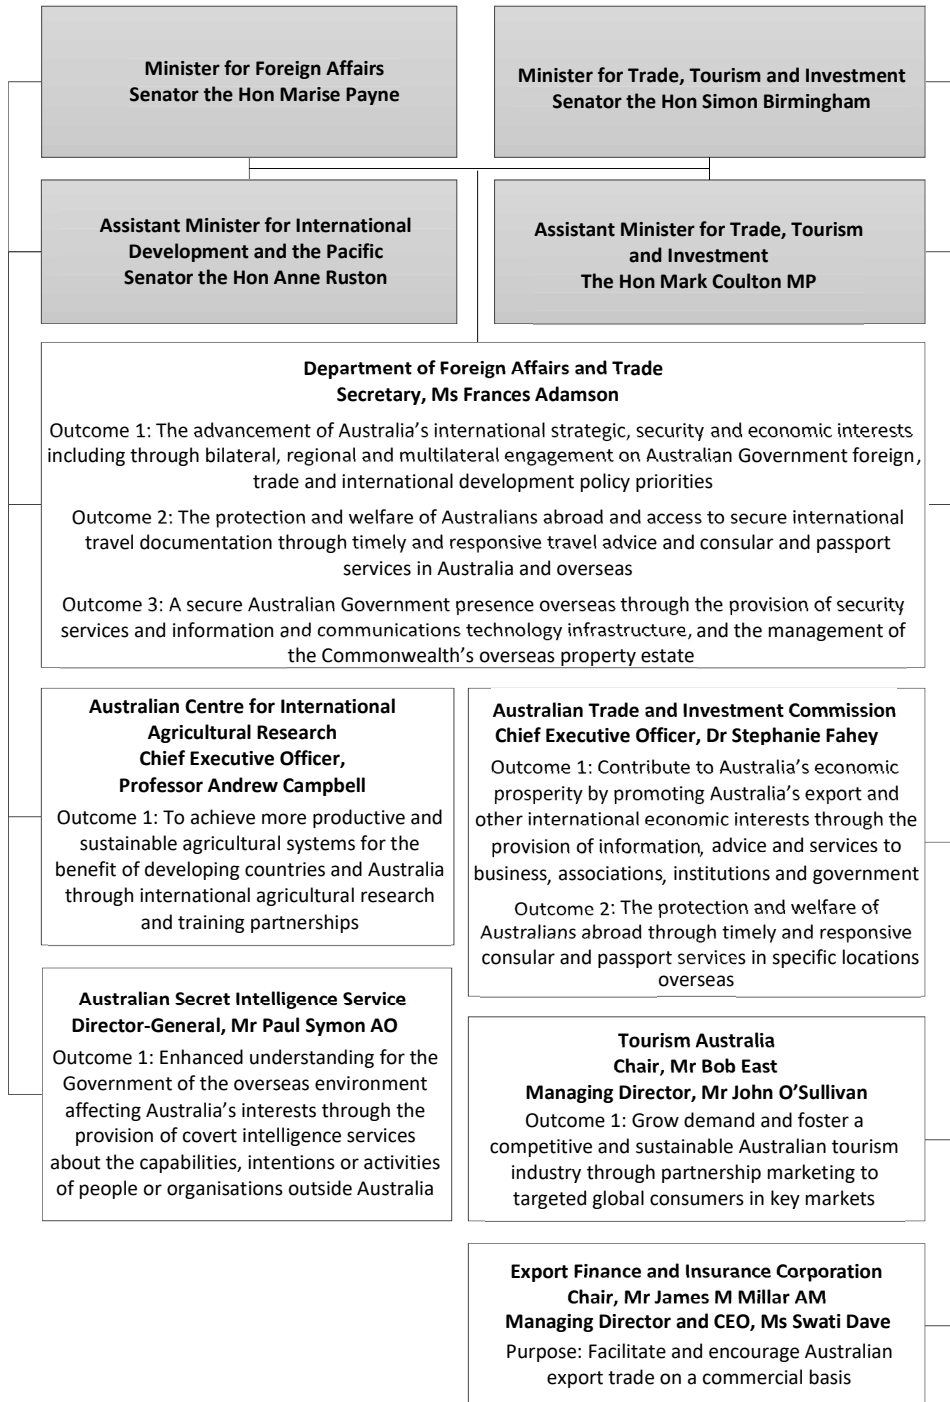 Minister for Foreign Affairs
Senator the Hon Marise Payne
Minister for Trade, Tourism and Investment
Senator the Hon Simon Birmingham
Assistant Minister for International
Development and the Pacific
Senator the Hon Anne Ruston
Assistant Minister for Trade, Tourism
and Investment
The Hon Mark Coulton MP
Department of Foreign Affairs and Trade
Secretary, Ms Frances Adamson
Outcome 1: The advancement of Australia's international strategic, security and economic interests
including through bilateral, regional and multilateral engagement on Australian Government foreign,
trade and international development policy priorities
Outcome 2: The protection and welfare of Australians abroad and access to secure international
travel documentation through timely and responsive travel advice and consular and passport
services in Australia and overseas
Outcome 3: A secure Australian Government presence overseas through the provision of security
services and information and communications technology infrastructure, and the management of
the Commonwealth's overseas property estate
Australian Centre for International
Agricultural Research
Chief Executive Officer,
Professor Andrew Campbell
Outcome 1: To achieve more productive and
sustainable agricultural systems for the
benefit of developing countries and Australia
through international agricultural research
and training partnerships
Australian Trade and Investment Commission
Chief Executive Officer, Dr Stephanie Fahey
Outcome 1: Contribute to Australia's economic
prosperity by promoting Australia's export and
other international economic interests through the
provision of information, advice and services to
business, associations, institutions and government
Outcome 2: The protection and welfare of
Australians abroad through timely and responsive
consular and passport services in specific locations
overseas
Australian Secret Intelligence Service
Director-General, Mr Paul Symon AO
Outcome 1: Enhanced understanding for the
Government of the overseas environment
affecting Australia's interests through the
provision of covert intelligence services
about the capabilities, intentions or activities
of people or organisations outside Australia
Tourism Australia
Chair, Mr Bob East
Managing Director, Mr John O'Sullivan
Outcome 1: Grow demand and foster a
competitive and sustainable Australian tourism
industry through partnership marketing to
targeted global consumers in key markets
Export Finance and Insurance Corporation
Chair, Mr James M Millar AM
Managing Director and CEO, Ms Swati Dave
Purpose: Facilitate and encourage Australian
export trade on a commercial basis